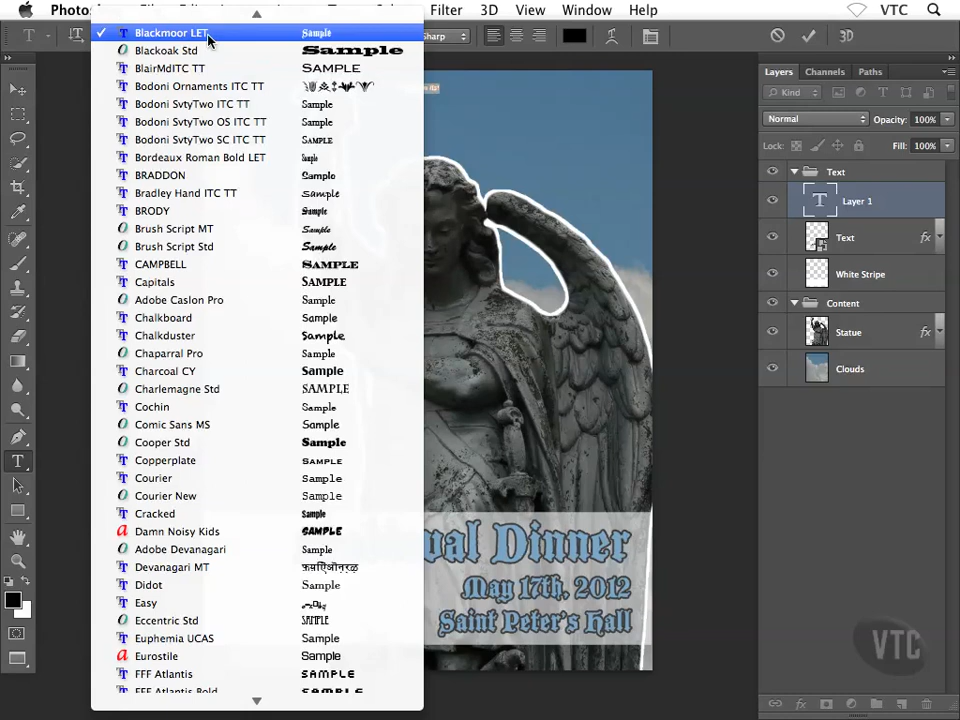 Photos
Filter 3D View Window Help VTC
Sharp 3D
Blackmoor LET Sample
Blackoak Std Sample
BlairMdITC TT SAMPLE
Bodoni Ornaments ITC TT
Bodoni SvtyTwo ITC TT Sample
Bodoni SvtyTwo OS ITC TT Sample
Bodoni SvtyTwo SC ITC TT SAMPLE
Bordeaux Roman Bold LET Sample
BRADDON Sample
Bradley Hand ITC TT Sample
BRODY Sample
Brush Script MT Sample
Brush Script Std Sample
CAMPBELL SAMPLE
Capitals SAMPLE
Adobe Caslon Pro Sample
Chalkboard Sample
Chalkduster Sample
Chaparral Pro Sample
Charcoal CY Sample
Charlemagne Std SAMPLE
Cochin Sample
Comic Sans MS Sample
Cooper Std Sample
Copperplate SAMPLE
Courier Sample
Courier New Sample
Cracked Sample
Damn Noisy Kids SAMPLE
Adobe Devanagari Sample
Devanagari MT
Didot Sample
Easy
Eccentric Std SAMPLE
Euphemia UCAS Sample
Eurostile Sample
FFF Atlantis SAMPLE
FFF Atlantis Bold SAMPLE
ual Dinner
May 17th, 2012
Saint Peter's Hall
Layers Channels Paths
Kind
Normal Opacity: 100%
Lock: Fill: 100%
Text
Layer 1
Text fx
White Stripe
Content
Statue fx
Clouds
VTC